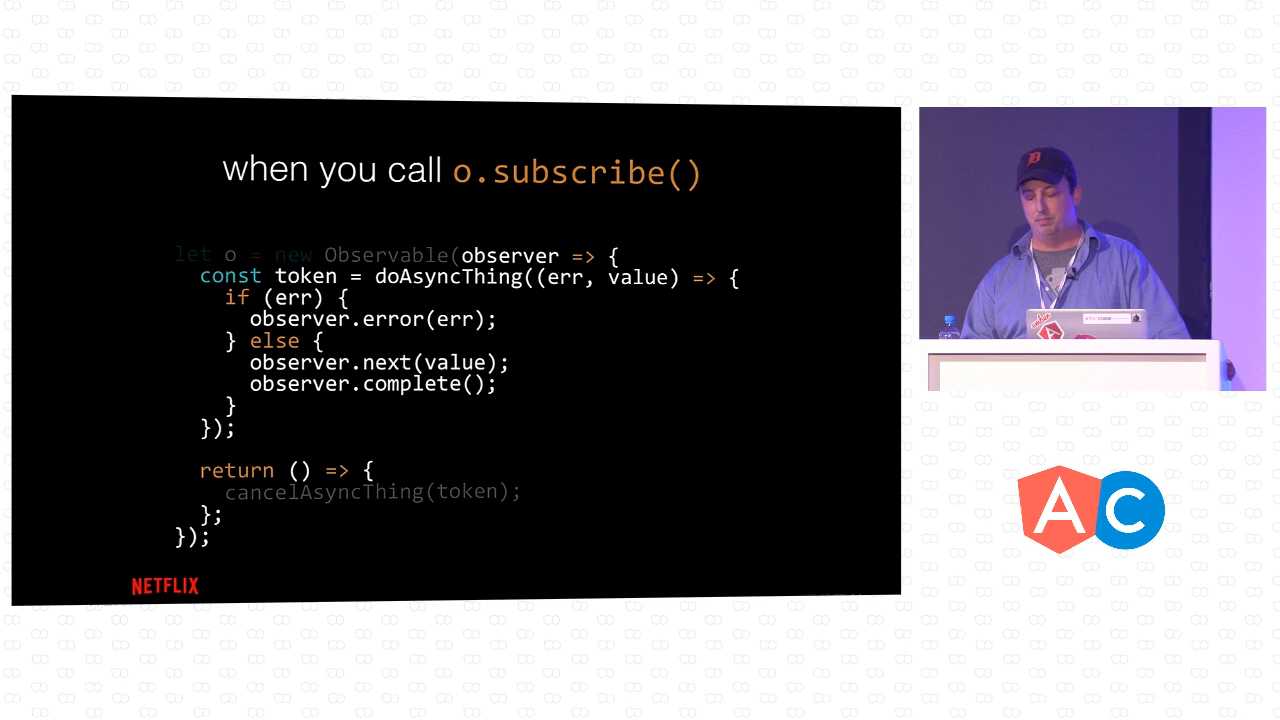 when you call o.subscribe()
let o = new Observable(observer => {
const token = doAsyncThing((err, value) => {
if (err) {
observer.error(err);
} else {
observer.next(value);
observer.complete();
}
});
return () => {
cancelAsyncThing(token);
};
});
NETFLIX
A C